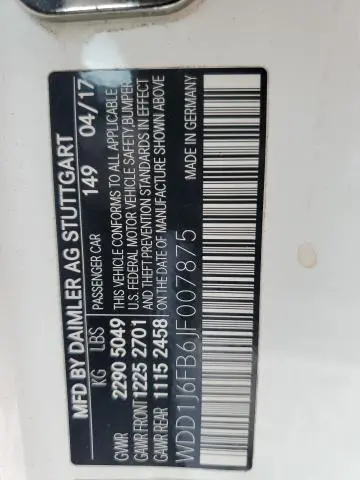 MFD BY DAIMLER AG STUTTGART
PASSENGER CAR 149 04/17
KG LBS
GVWR 2290 5049
GAWR FRONT 1225 2701
GAWR REAR 1115 2458
THIS VEHICLE CONFORMS TO ALL APPLICABLE
U.S. FEDERAL MOTOR VEHICLE SAFETY,BUMPER
AND THEFT PREVENTION STANDARDS IN EFFECT
ON THE DATE OF MANUFACTURE SHOWN ABOVE
WDD1J6FB6JF007875
MADE IN GERMANY